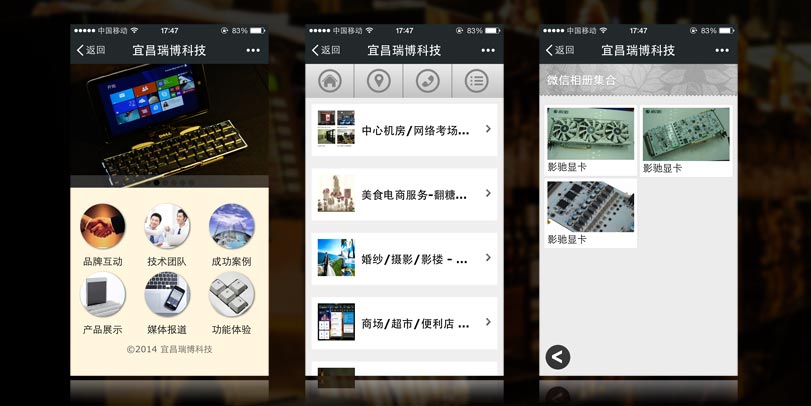 中国移动 17:47 83%
返回 宜昌瑞博科技
开始
DELL
品牌互动 技术团队 成功案例
产品展示 媒体报道 功能体验
©2014 宜昌瑞博科技
中国移动 17:47 83%
返回 宜昌瑞博科技
中心机房/网络考场...
美食电商服务-翻糖...
婚纱/摄影/影楼 - ...
商场/超市/便利店 ...
中国移动 17:47 83%
返回 宜昌瑞博科技
微信相册集合
影驰显卡
影驰显卡
影驰显卡